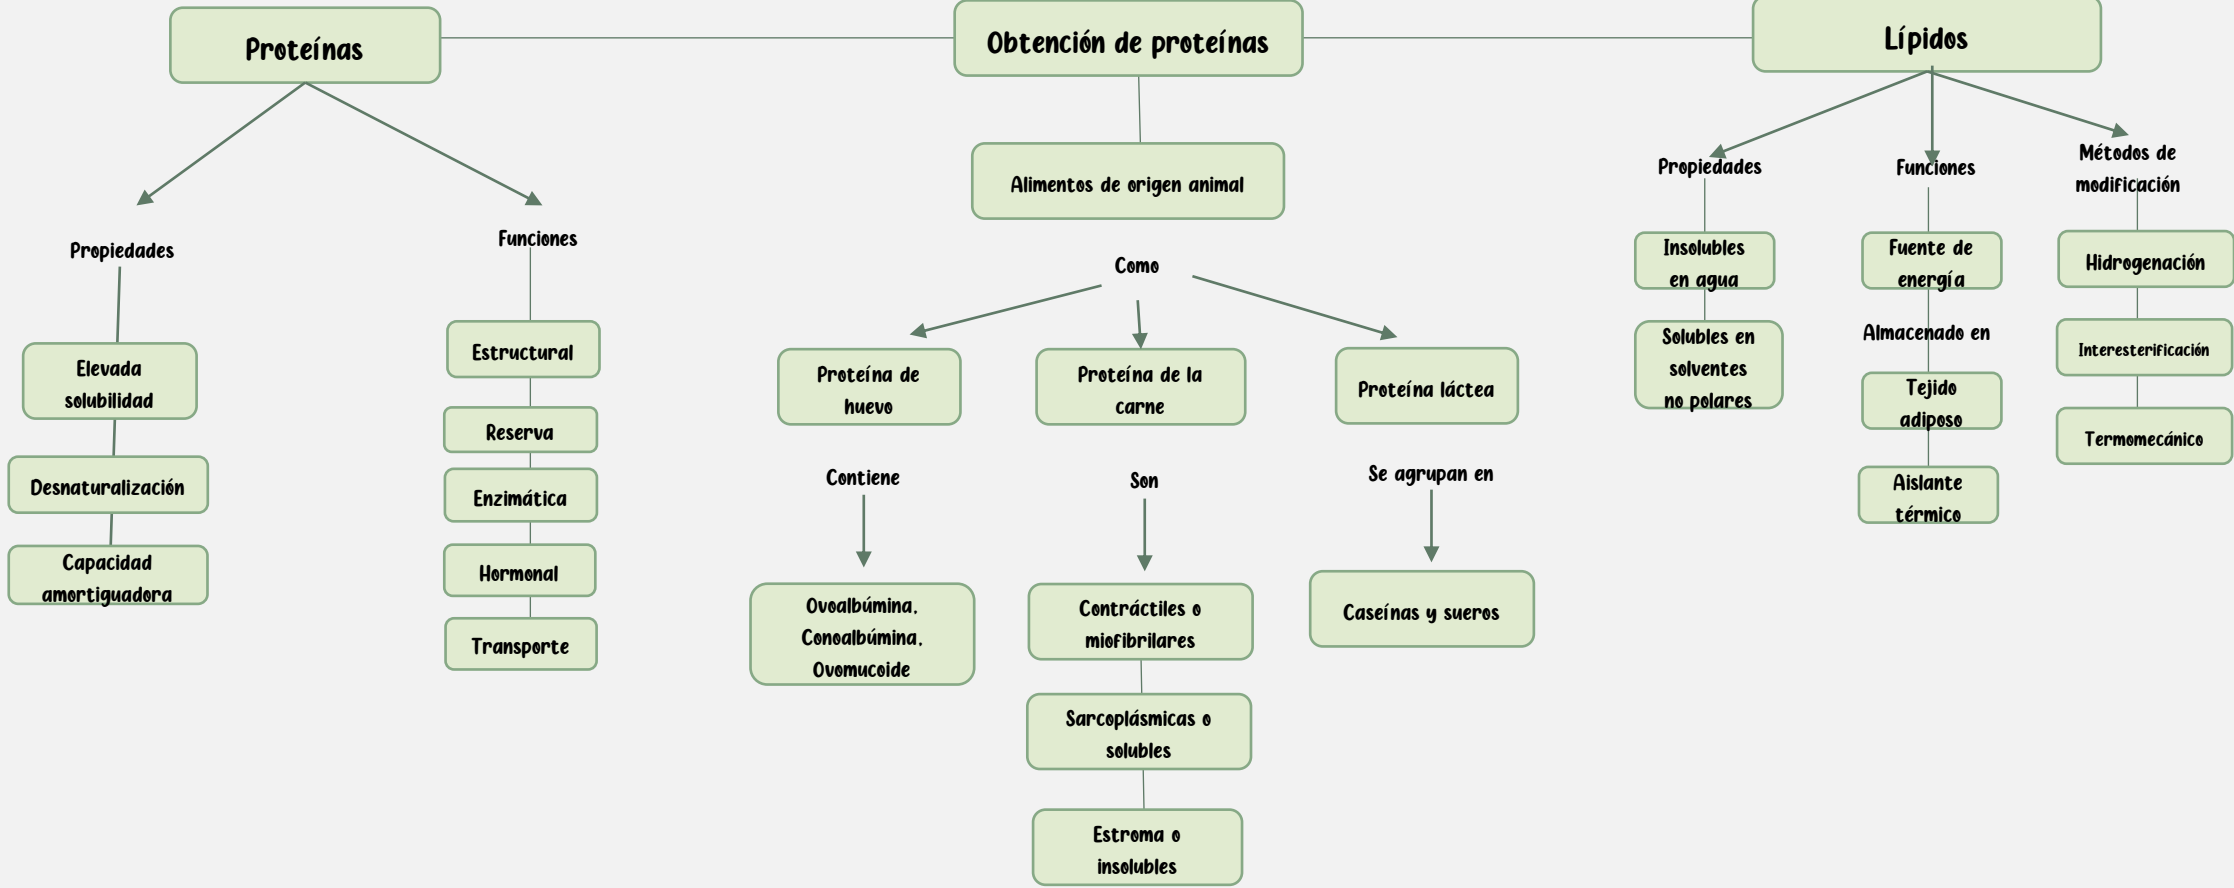 Proteínas
Propiedades
Elevada
solubilidad
Desnaturalización
Capacidad
amortiguadora
Funciones
Estructural
Reserva
Enzimática
Hormonal
Transporte
Obtención de proteínas
Alimentos de origen animal
Como
Proteína de
huevo
Contiene
Ovoalbúmina,
Conoalbúmina,
Ovomucoide
Proteína de la
carne
Son
Contráctiles o
miofibrilares
Sarcoplásmicas o
solubles
Estroma o
insolubles
Proteína láctea
Se agrupan en
Caseínas y sueros
Lípidos
Propiedades
Insolubles
en agua
Solubles en
solventes
no polares
Funciones
Fuente de
energía
Almacenado en
Tejido
adiposo
Aislante
térmico
Métodos de
modificación
Hidrogenación
Interesterificación
Termomecánico